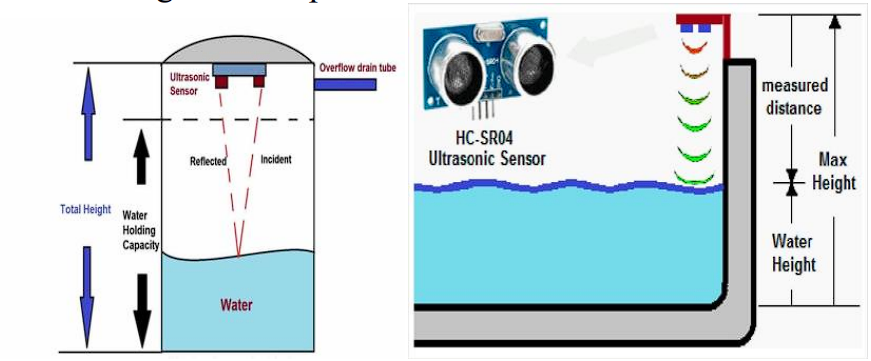 Ultrasonic
Sensor
Overflow drain tube
Reflected
Incident
Total Height
Water
Holding
Capacity
Water
HC-SR04
Ultrasonic Sensor
measured
distance
Max
Height
Water
Height